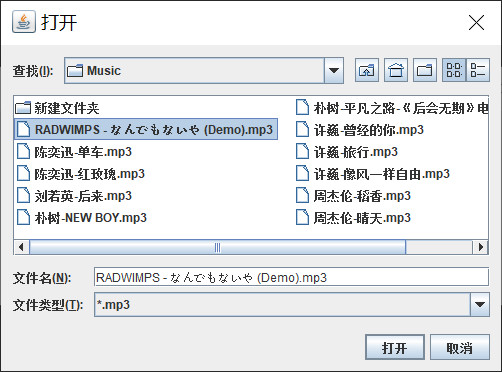 打开
查找(I):
Music
新建文件夹
RADWIMPS - なんでもないや (Demo).mp3
陈奕迅-单车.mp3
陈奕迅-红玫瑰.mp3
刘若英-后来.mp3
朴树-NEW BOY.mp3
朴树-平凡之路-《后会无期》电
许巍-曾经的你.mp3
许巍-旅行.mp3
许巍-像风一样自由.mp3
周杰伦-稻香.mp3
周杰伦-晴天.mp3
文件名(N):
RADWIMPS - なんでもないや (Demo).mp3
文件类型(T):
*.mp3
打开
取消